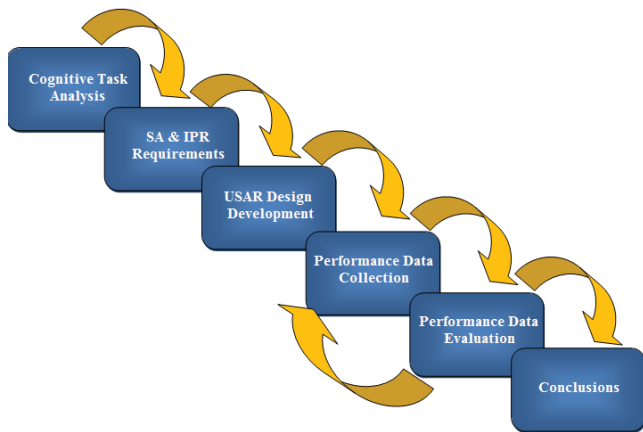 Cognitive Task
Analysis
SA & IPR
Requirements
USAR Design
Development
Performance Data
Collection
Performance Data
Evaluation
Conclusions